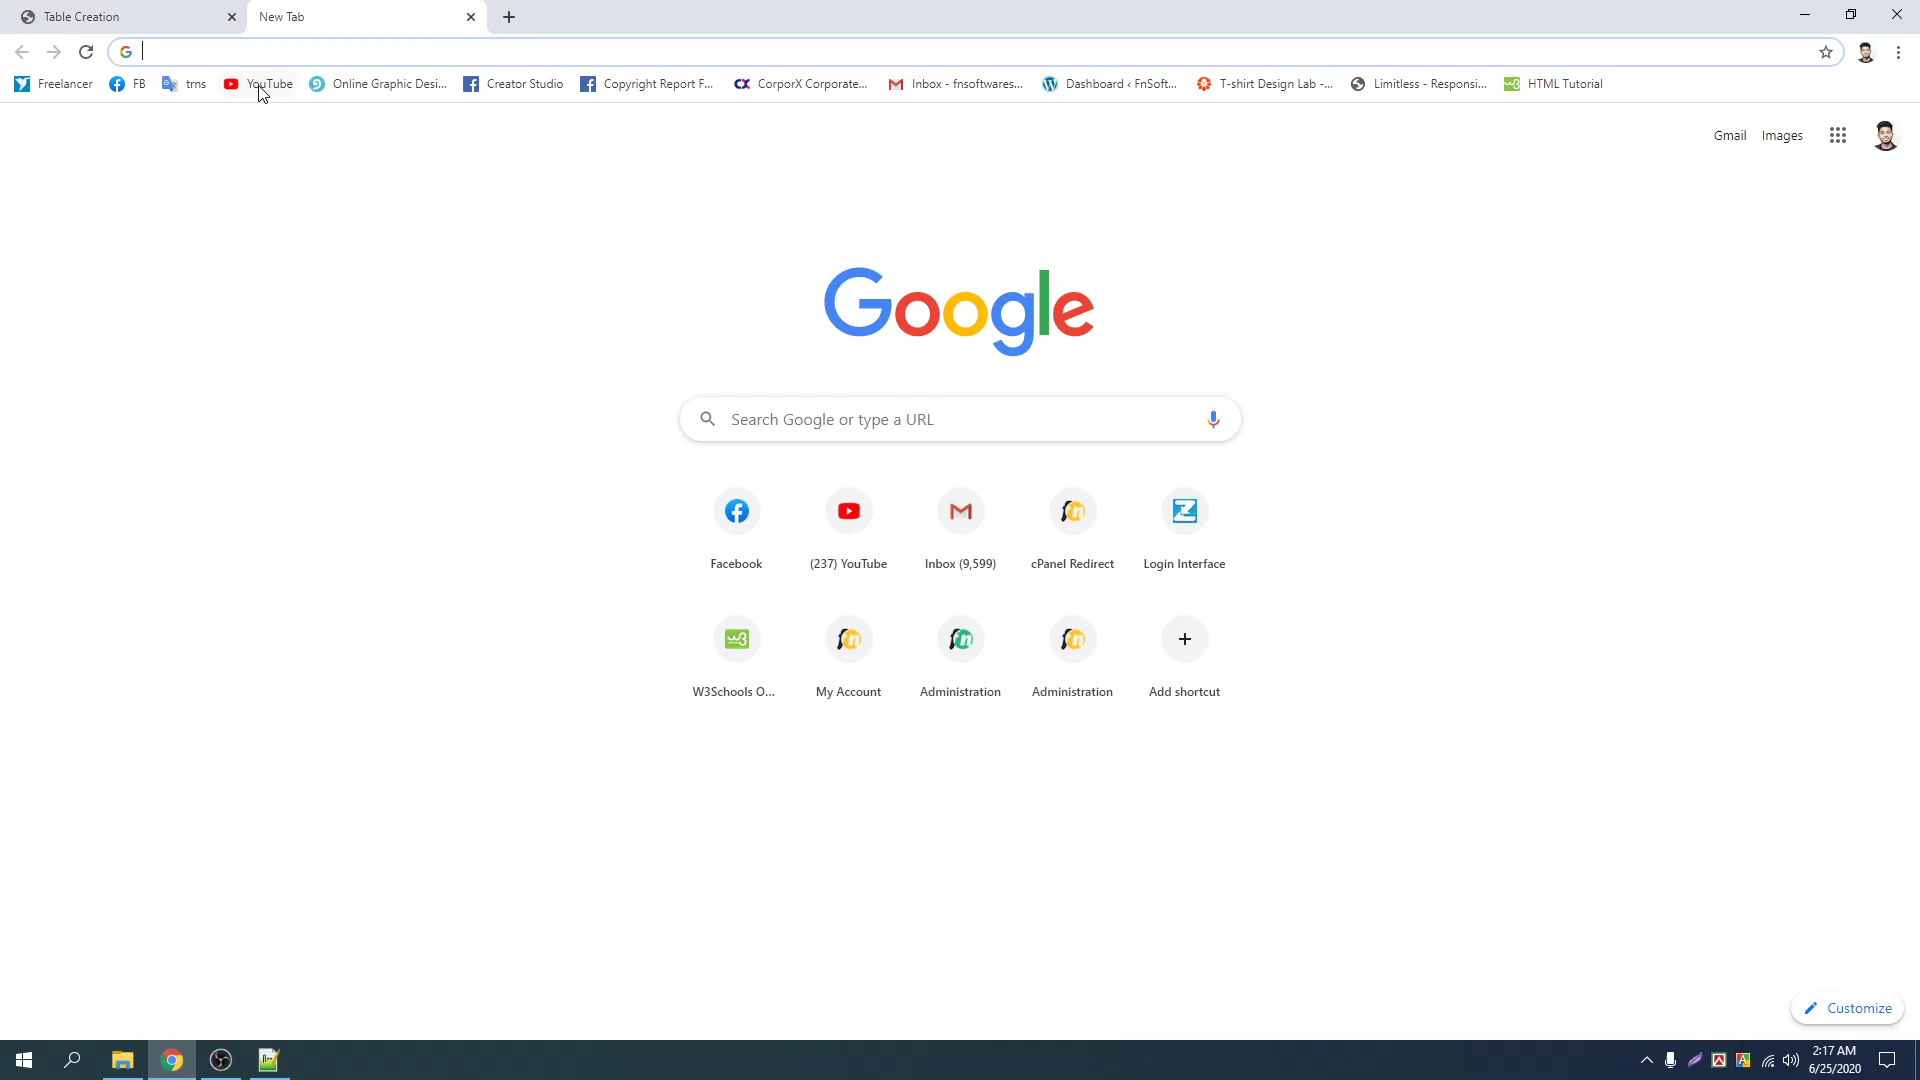 Table Creation
New Tab
Freelancer FB trns YouTube Online Graphic Desi... Creator Studio Copyright Report F... CorporX Corporate... Inbox - fnsoftwares... Dashboard ‹ FnSoft... T-shirt Design Lab -... Limitless - Responsi... HTML Tutorial
Gmail Images
Google
Search Google or type a URL
Facebook (237) YouTube Inbox (9,599) cPanel Redirect Login Interface
W3Schools O... My Account Administration Administration Add shortcut
Customize
2:17 AM
6/25/2020